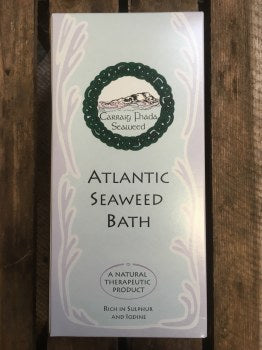 Carraig Fhada
Seaweed
ATLANTIC
SEAWEED
BATH
A NATURAL
THERAPEUTIC
PRODUCT
RICH IN SULPHUR
AND IODINE